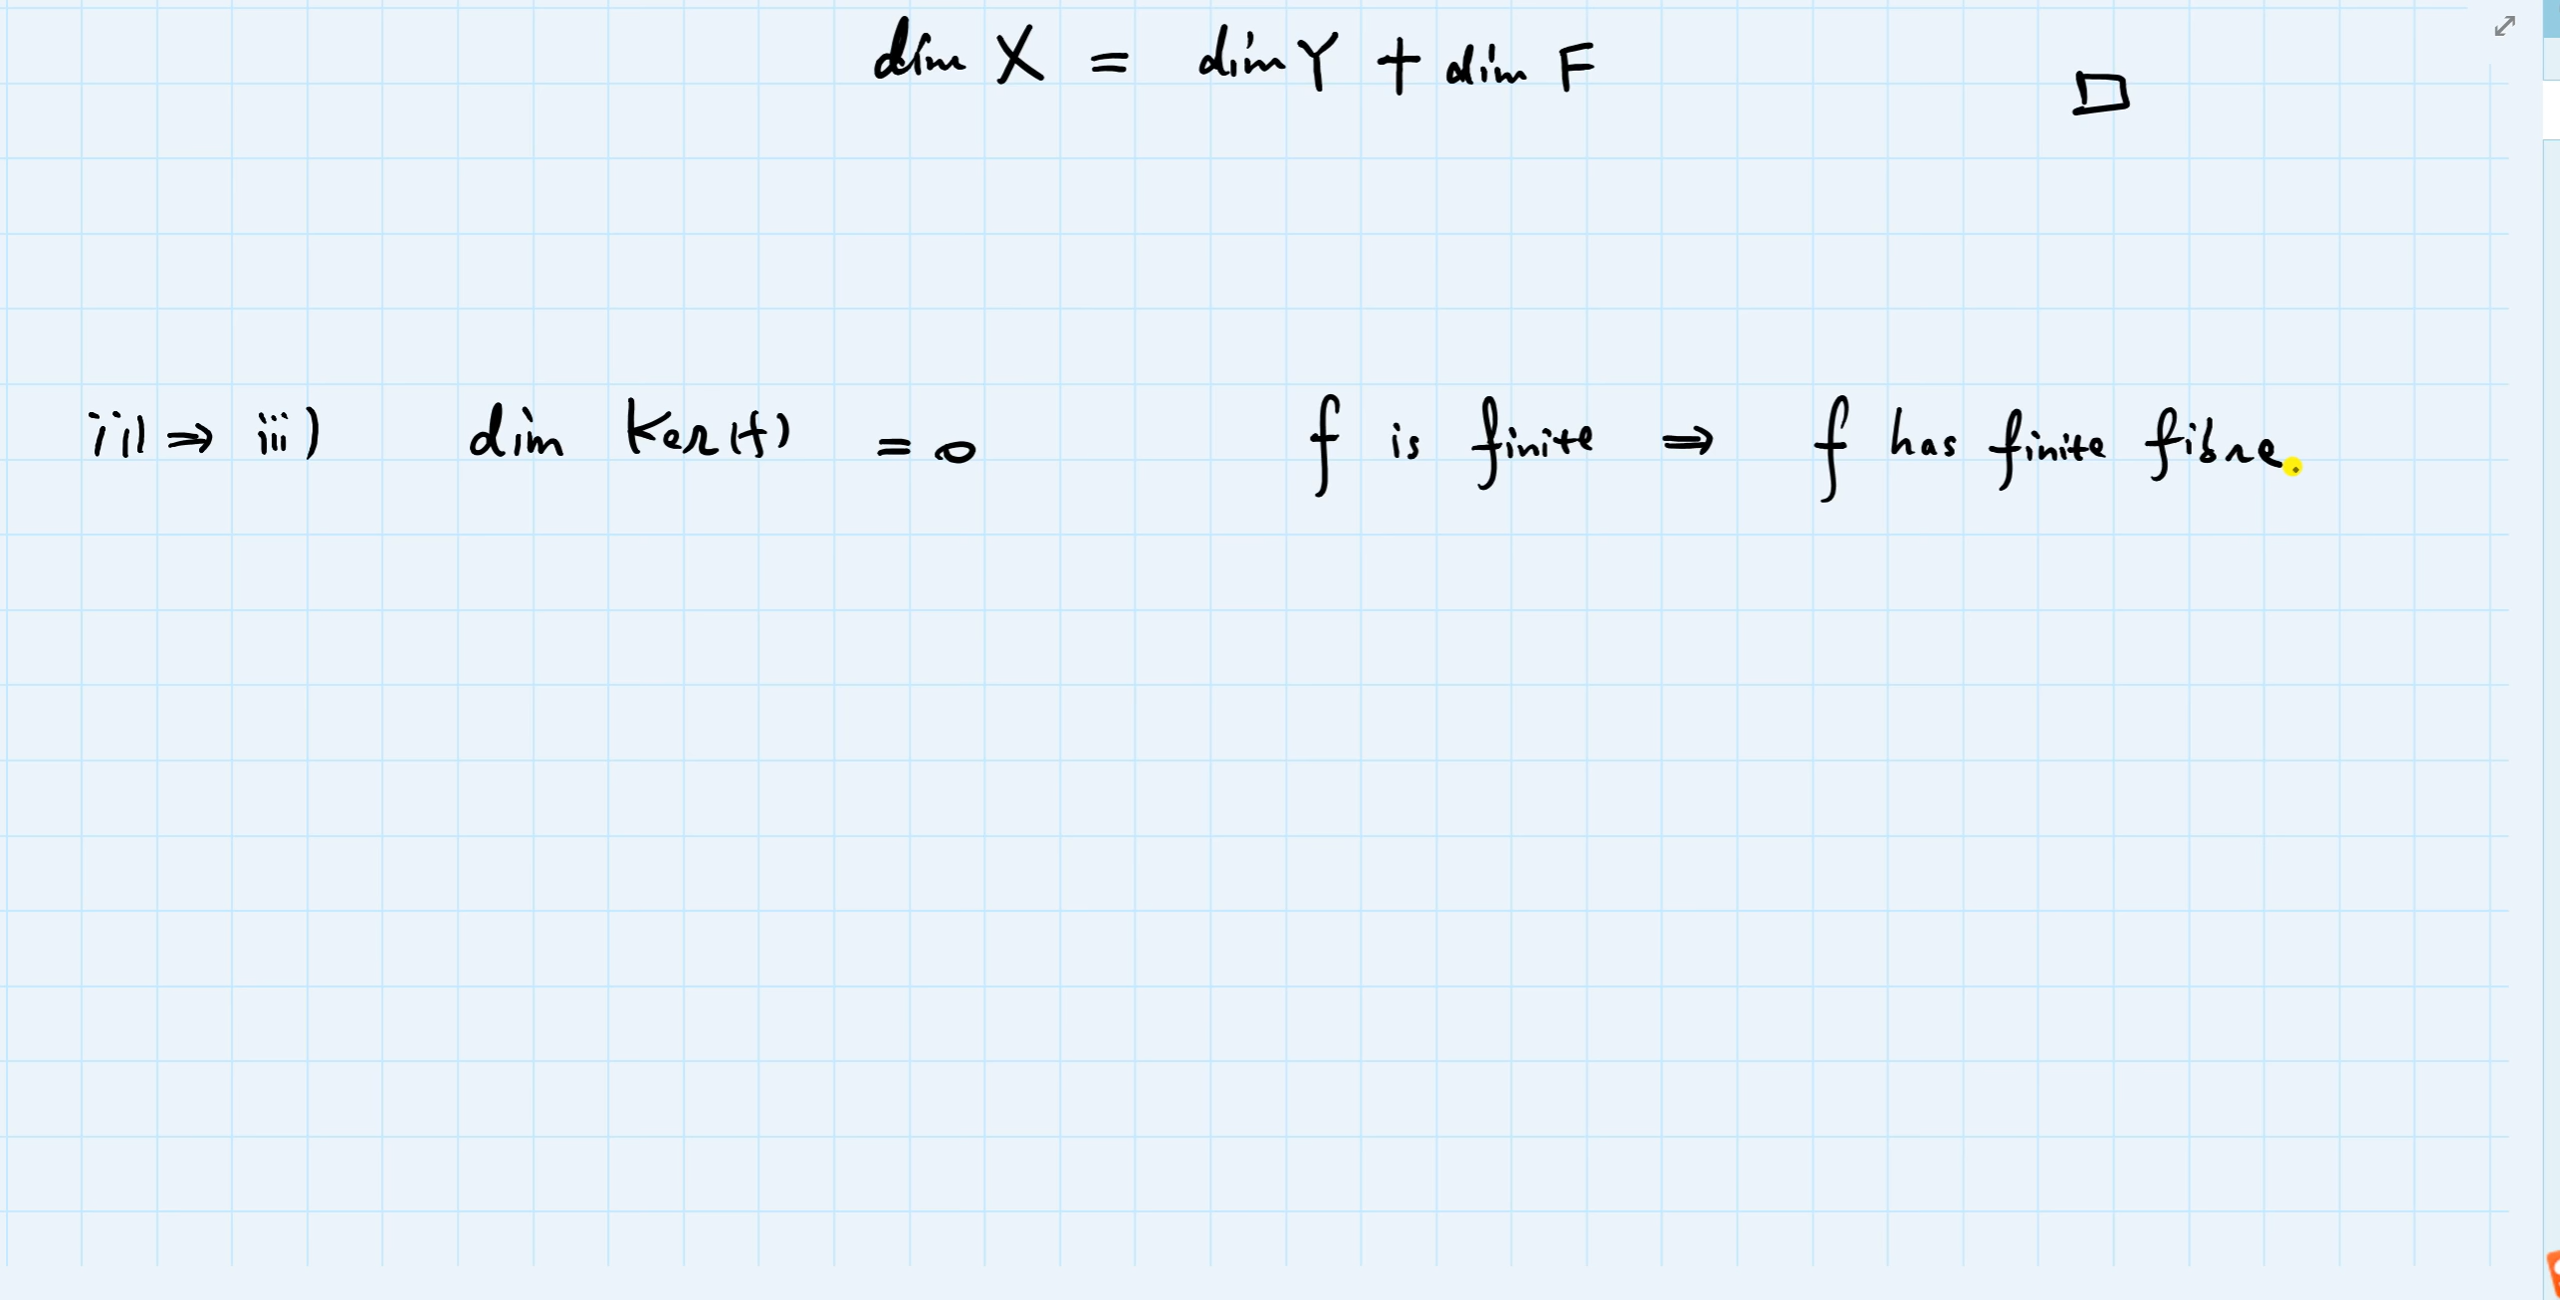 dim X = dim Y + dim F □
ii) ⇒ iii) dim Ker(f) = 0 f is finite ⇒ f has finite fibre.